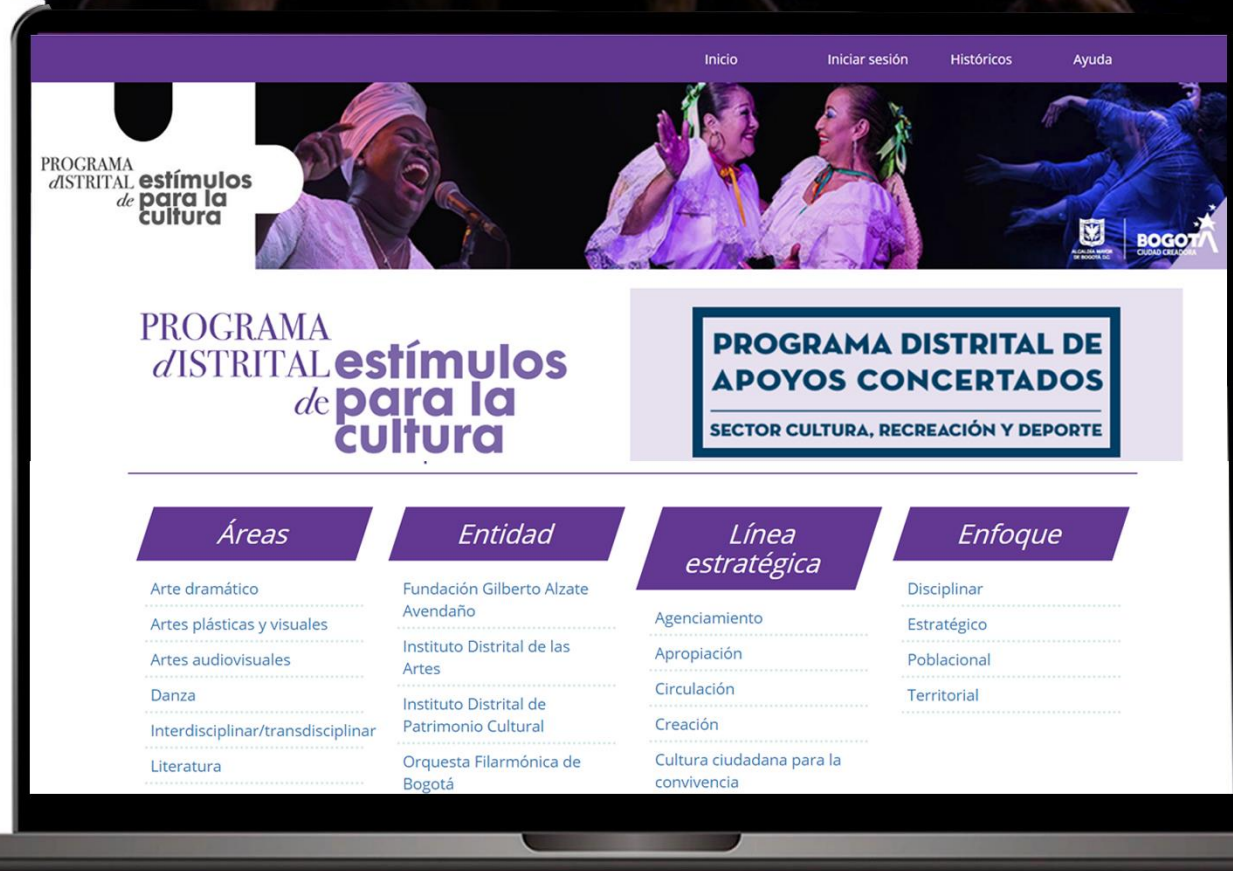 Inicio Iniciar sesión Históricos Ayuda
PROGRAMA
dISTRITAL estímulos
de para la
cultura
ALCALDÍA MAYOR
DE BOGOTÁ D.C.
BOGOTÁ
CIUDAD CREADORA
PROGRAMA
dISTRITAL estímulos
de para la
cultura
PROGRAMA DISTRITAL DE
APOYOS CONCERTADOS
SECTOR CULTURA, RECREACIÓN Y DEPORTE
Áreas
Arte dramático
Artes plásticas y visuales
Artes audiovisuales
Danza
Interdisciplinar/transdisciplinar
Literatura
Entidad
Fundación Gilberto Alzate
Avendaño
Instituto Distrital de las
Artes
Instituto Distrital de
Patrimonio Cultural
Orquesta Filarmónica de
Bogotá
Línea
estratégica
Agenciamiento
Apropiación
Circulación
Creación
Cultura ciudadana para la
convivencia
Enfoque
Disciplinar
Estratégico
Poblacional
Territorial